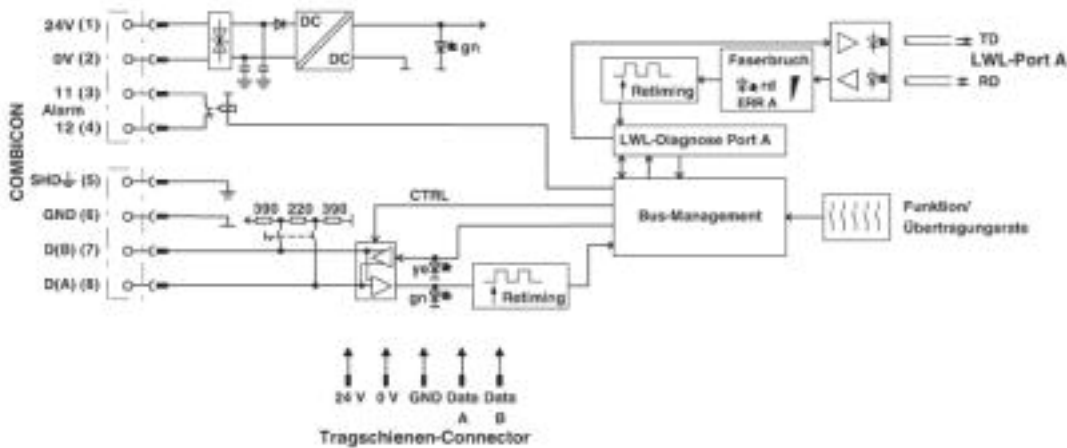 COMBICON
24V (1)
0V (2)
11 (3)
Alarm
12 (4)
SHD (5)
GND (6)
D(B) (7)
D(A) (8)
DC
DC
gn
390 220 390
CTRL
ye
gn
Retiming
Retiming
Faserbruch
rd
ERR A
TD
LWL-Port A
RD
LWL-Diagnose Port A
Bus-Management
Funktion/
Übertragungsrate
24 V 0 V GND Data Data
A B
Tragschienen-Connector